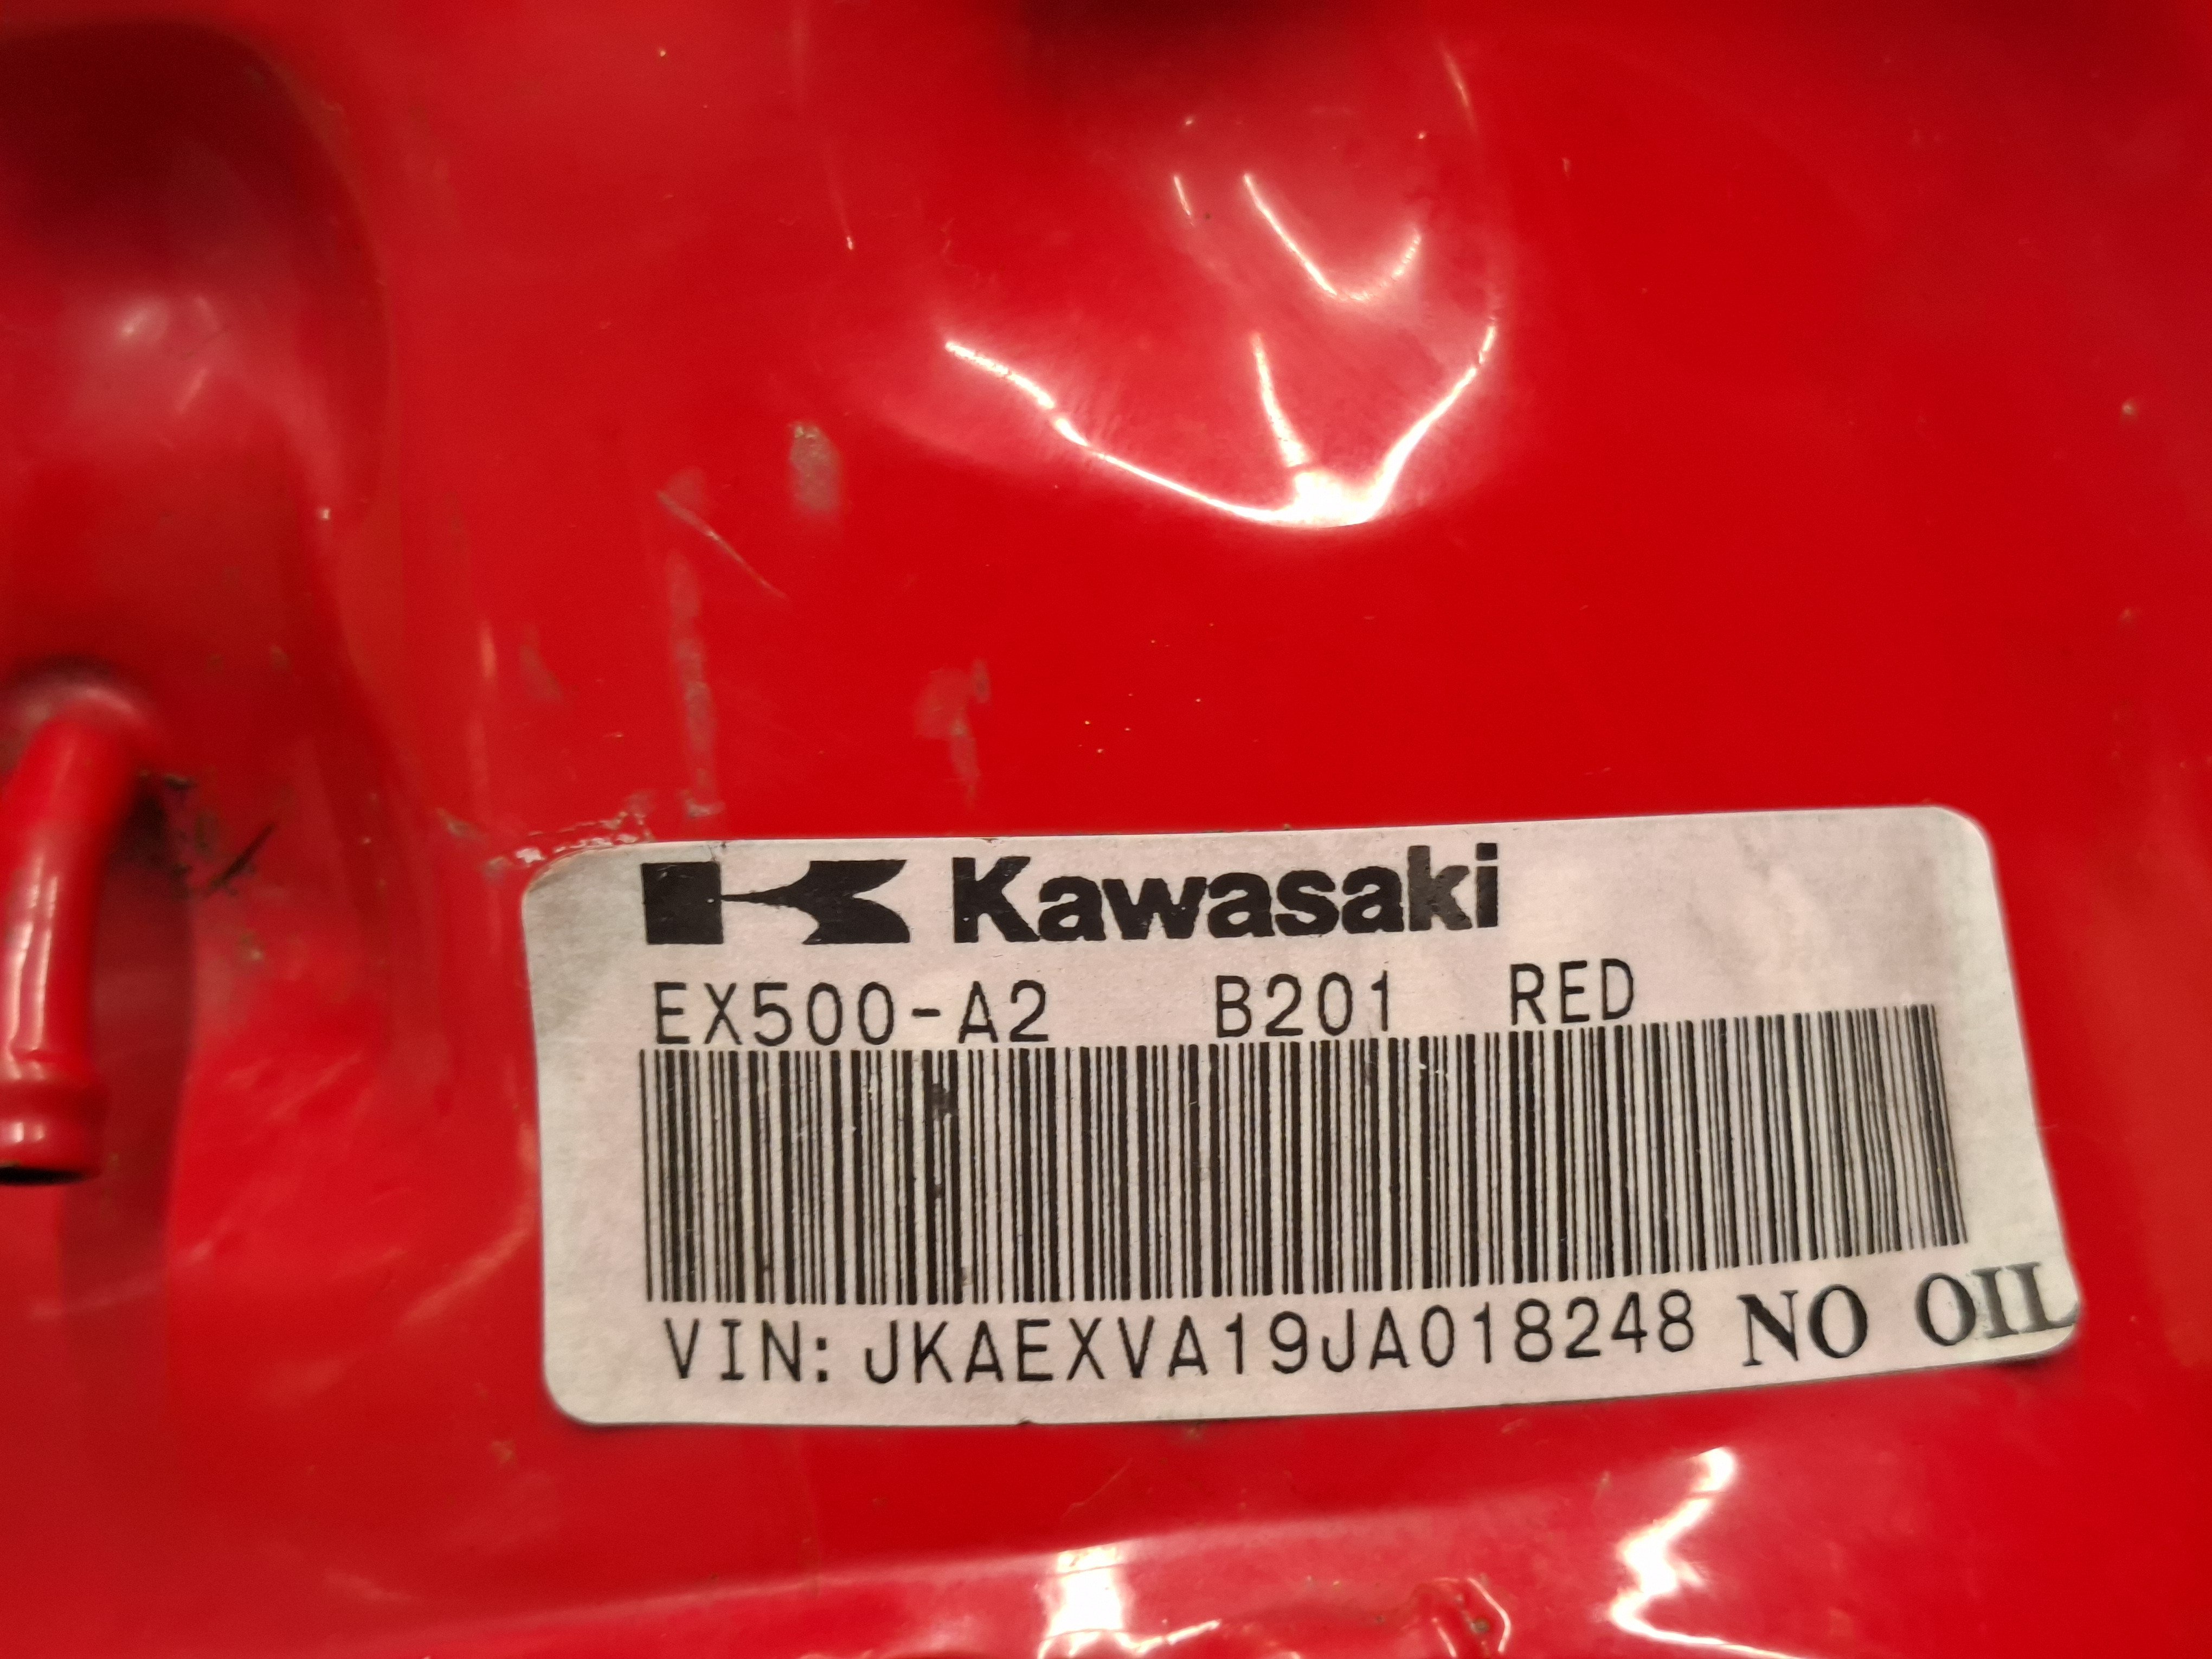 Kawasaki
EX500-A2 B201 RED
VIN: JKAEXVA19JA018248 NO OIL